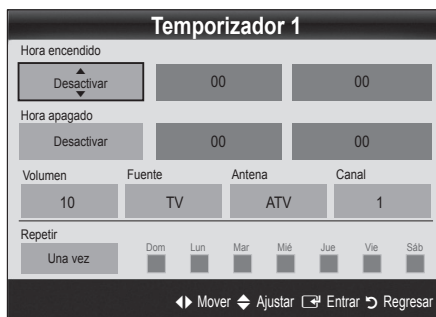 Temporizador 1
Hora encendido
Desactivar 00 00
Hora apagado
Desactivar 00 00
Volumen Fuente Antena Canal
10 TV ATV 1
Repetir
Una vez Dom Lun Mar Mié Jue Vie Sáb
Mover Ajustar Entrar Regresar